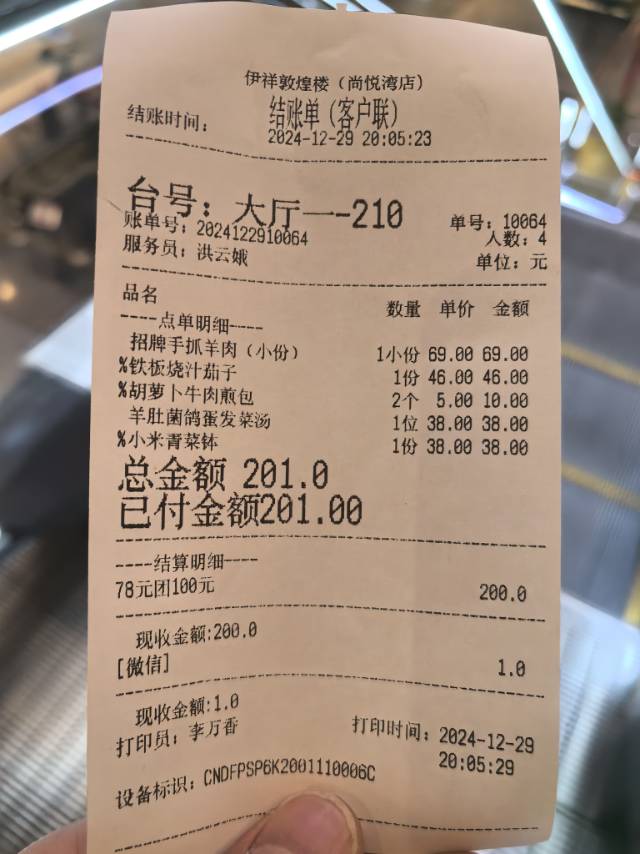 伊祥敦煌楼（尚悦湾店）
结账单（客户联）
结账时间： 2024-12-29 20:05:23
台号：大厅一-210
账单号：2024122910064 单号：10064
服务员：洪云娥 人数：4
单位：元
品名 数量 单价 金额
----点单明细----
招牌手抓羊肉（小份） 1小份 69.00 69.00
%铁板烧汁茄子 1份 46.00 46.00
%胡萝卜牛肉煎包 2个 5.00 10.00
羊肚菌鸽蛋发菜汤 1位 38.00 38.00
%小米青菜钵 1份 38.00 38.00
总金额 201.0
已付金额201.00
----结算明细----
78元团100元 200.0
现收金额:200.0
[微信] 1.0
现收金额:1.0
打印员：李万香 打印时间：2024-12-29
20:05:29
设备标识：CNDFPSP6K2001110006C